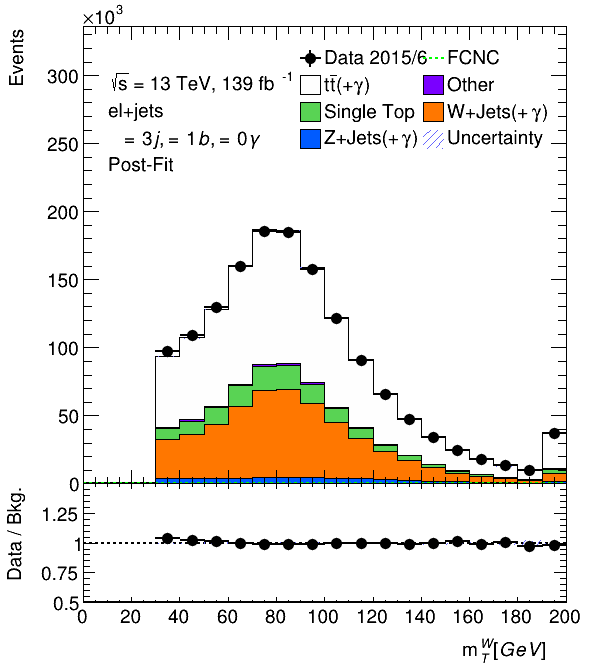 ×10³
Events
Data 2015/6 FCNC
√s = 13 TeV, 139 fb⁻¹
tt̄(+γ) Other
el+jets
Single Top W+Jets(+γ)
= 3j, = 1b, = 0γ
Z+Jets(+γ) Uncertainty
Post-Fit
300
250
200
150
100
50
0
Data / Bkg.
1.25
1
0.75
0.5
0 20 40 60 80 100 120 140 160 180 200
m_T^W [GeV]